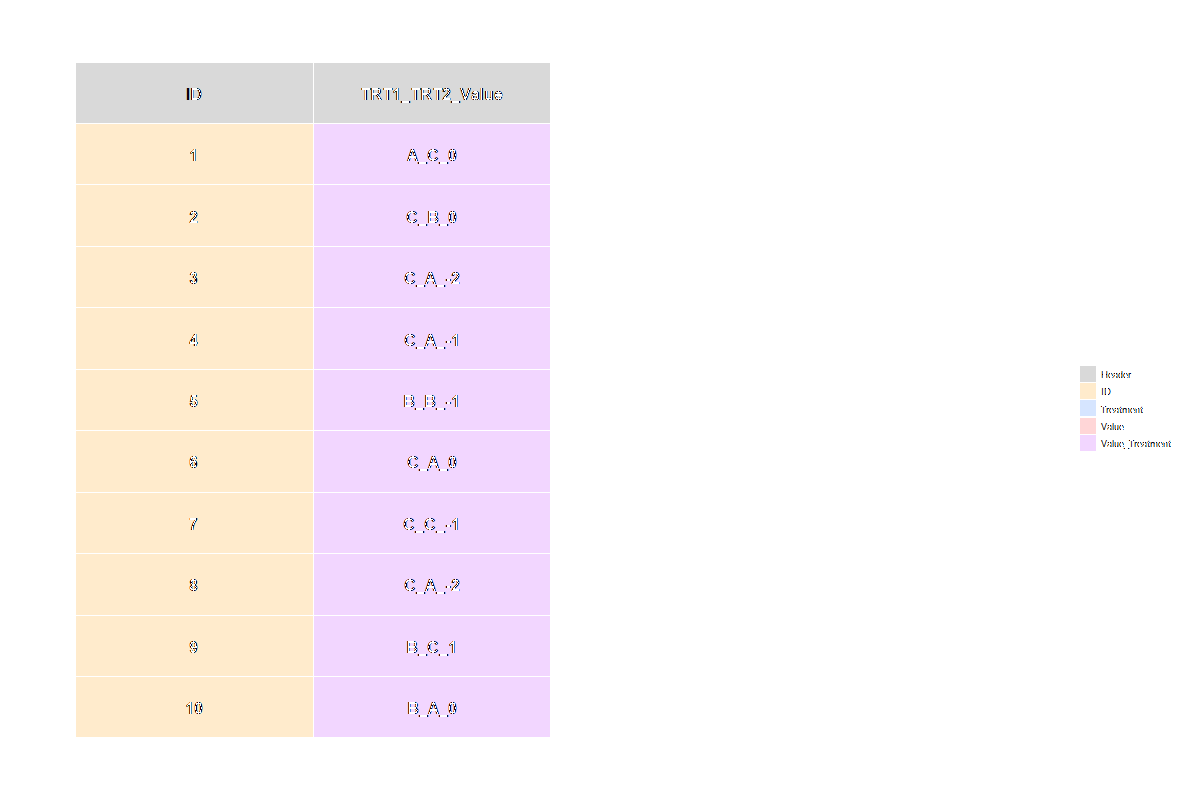 ID TRT1_TRT2_Value
1 A_C_0
2 C_B_0
3 C_A_-2
4 C_A_-1
5 B_B_-1
6 C_A_0
7 C_C_-1
8 C_A_-2
9 B_C_1
10 B_A_0
Header
ID
Treatment
Value
Value_Treatment